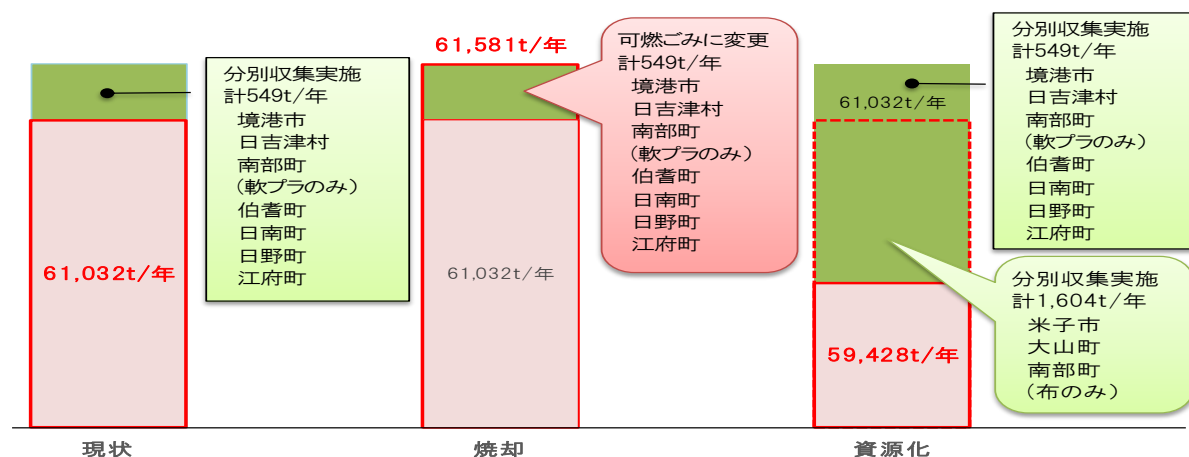 分別収集実施
計549t/年
境港市
日吉津村
南部町
(軟プラのみ)
伯耆町
日南町
日野町
江府町
61,032t/年
現状
61,581t/年
可燃ごみに変更
計549t/年
境港市
日吉津村
南部町
(軟プラのみ)
伯耆町
日南町
日野町
江府町
61,032t/年
焼却
分別収集実施
計549t/年
境港市
日吉津村
南部町
(軟プラのみ)
伯耆町
日南町
日野町
江府町
61,032t/年
分別収集実施
計1,604t/年
米子市
大山町
南部町
(布のみ)
59,428t/年
資源化